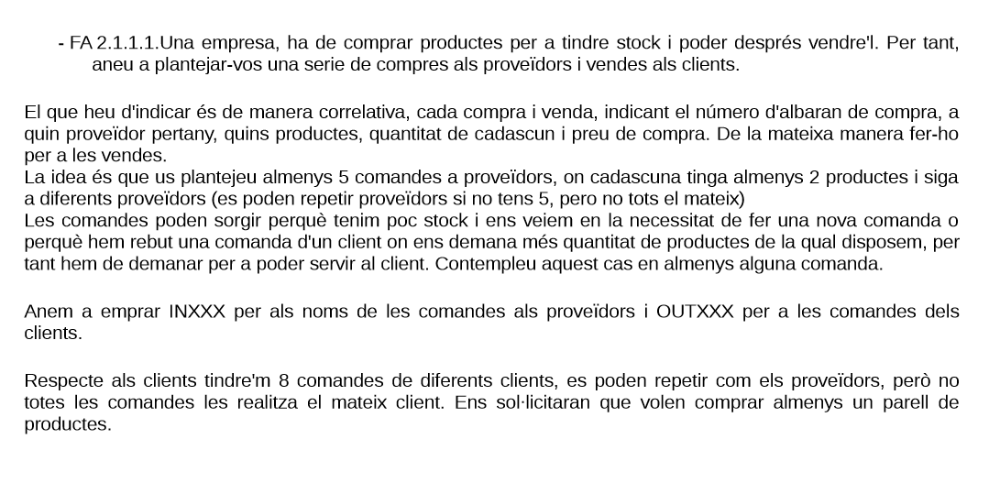 - FA 2.1.1.1.Una empresa, ha de comprar productes per a tindre stock i poder després vendre'l. Per tant,
aneu a plantejar-vos una serie de compres als proveïdors i vendes als clients.
El que heu d'indicar és de manera correlativa, cada compra i venda, indicant el número d'albaran de compra, a
quin proveïdor pertany, quins productes, quantitat de cadascun i preu de compra. De la mateixa manera fer-ho
per a les vendes.
La idea és que us plantejeu almenys 5 comandes a proveïdors, on cadascuna tinga almenys 2 productes i siga
a diferents proveïdors (es poden repetir proveïdors si no tens 5, pero no tots el mateix)
Les comandes poden sorgir perquè tenim poc stock i ens veiem en la necessitat de fer una nova comanda o
perquè hem rebut una comanda d'un client on ens demana més quantitat de productes de la qual disposem, per
tant hem de demanar per a poder servir al client. Contempleu aquest cas en almenys alguna comanda.
Anem a emprar INXXX per als noms de les comandes als proveïdors i OUTXXX per a les comandes dels
clients.
Respecte als clients tindre'm 8 comandes de diferents clients, es poden repetir com els proveïdors, però no
totes les comandes les realitza el mateix client. Ens sol·licitaran que volen comprar almenys un parell de
productes.